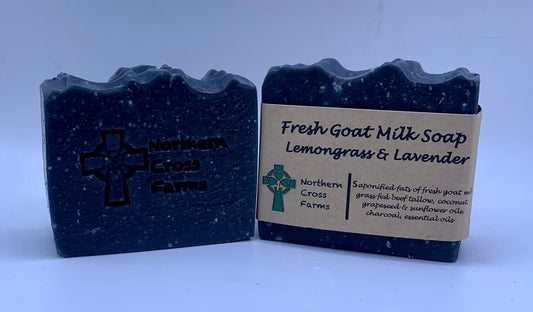 Northern
Cross
Farms
Fresh Goat Milk Soap
Lemongrass & Lavender
Northern
Cross
Farms
Saponified fats of fresh goat m
grass fed beef tallow, coconut,
grapeseed & sunflower oils,
charcoal, essential oils